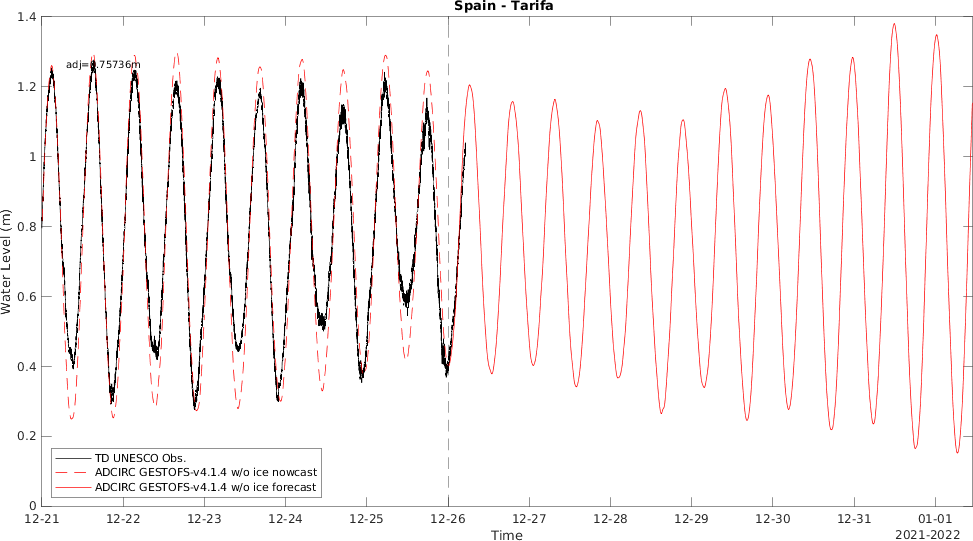 Spain - Tarifa
1.4
1.2
1
0.8
0.6
0.4
0.2
0
Water Level (m)
adj=0.75736m
TD UNESCO Obs.
ADCIRC GESTOFS-v4.1.4 w/o ice nowcast
ADCIRC GESTOFS-v4.1.4 w/o ice forecast
12-21 12-22 12-23 12-24 12-25 12-26 12-27 12-28 12-29 12-30 12-31 01-01
Time
2021-2022